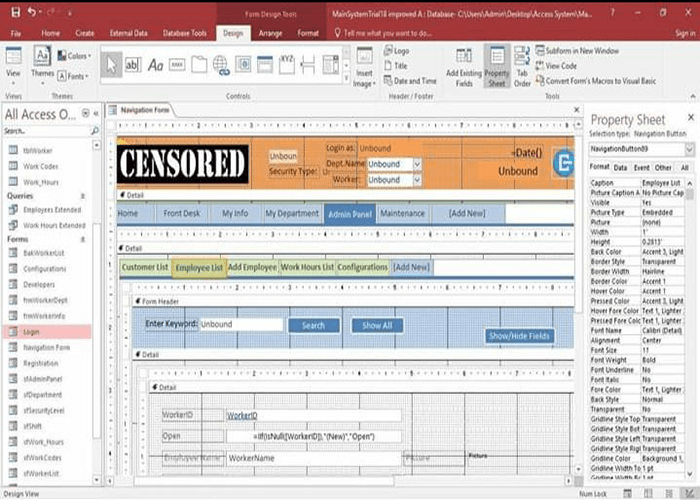 Form Design Tools
MainSystemTrial18 improved A : Database- C:\Users\Admin\Desktop\Access System\Ma...
?
File
Home
Create
External Data
Database Tools
Design
Arrange
Format
Tell me what you want to do...
Sign in
View
Themes
Colors
Fonts
ab|
Aa
XYZ
Insert Image
Logo
Title
Date and Time
Add Existing Fields
Property Sheet
Tab Order
Subform in New Window
View Code
Convert Form's Macros to Visual Basic
Views
Themes
Controls
Header / Footer
Tools
All Access O...
Search...
tblWorker
Work Codes
Work_Hours
Queries
Employees Extended
Work Hours Extended
Forms
BakWorkerList
Configurations
Developers
frmWorkerDept
frmWorkerInfo
Login
Navigation Form
Registration
sfAdminPanel
sfDepartment
sfSecurityLevel
sfShift
sfWork_Hours
sfWorkCodes
sfWorkerList
Navigation Form
CENSORED
Unboun
Login as: Unbound
Security Type: Ur
Dept.Name Unbound
Worker: Unbound
=Date()
Unbound
E
Detail
Home
Front Desk
My Info
My Department
Admin Panel
Maintenance
[Add New]
Detail
Customer List
Employee List
Add Employee
Work Hours List
Configurations
[Add New]
Form Header
Enter Keyword: Unbound
Search
Show All
Show/Hide Fields
Detail
Detail
WorkerID
WorkerID
Open
=IIf(IsNull([WorkerID]),"(New)","Open")
Employee Name
WorkerName
Picture
Picture
Property Sheet
Selection type: Navigation Button
NavigationButton89
Format
Data
Event
Other
All
Caption Employee List
Picture Caption A No Picture Cap
Visible Yes
Picture Type Embedded
Picture (none)
Width 1"
Height 0.2813"
Back Color Accent 3, Light
Border Style Transparent
Border Width Hairline
Border Color Accent 1
Hover Color Accent 1
Pressed Color Accent 3, Light
Hover Fore Color Text 1, Lighter
Pressed Fore Colc Text 1, Lighter
Font Name Calibri (Detail)
Alignment Center
Font Size 11
Font Weight Bold
Font Underline No
Font Italic No
Fore Color Text 1, Lighter
Back Style Normal
Transparent No
Gridline Style Top Transparent
Gridline Style Bot Transparent
Gridline Style Left Transparent
Gridline Style Rigl Transparent
Gridline Color Background 1,
Gridline Width To 1 pt
Design View
Num Lock